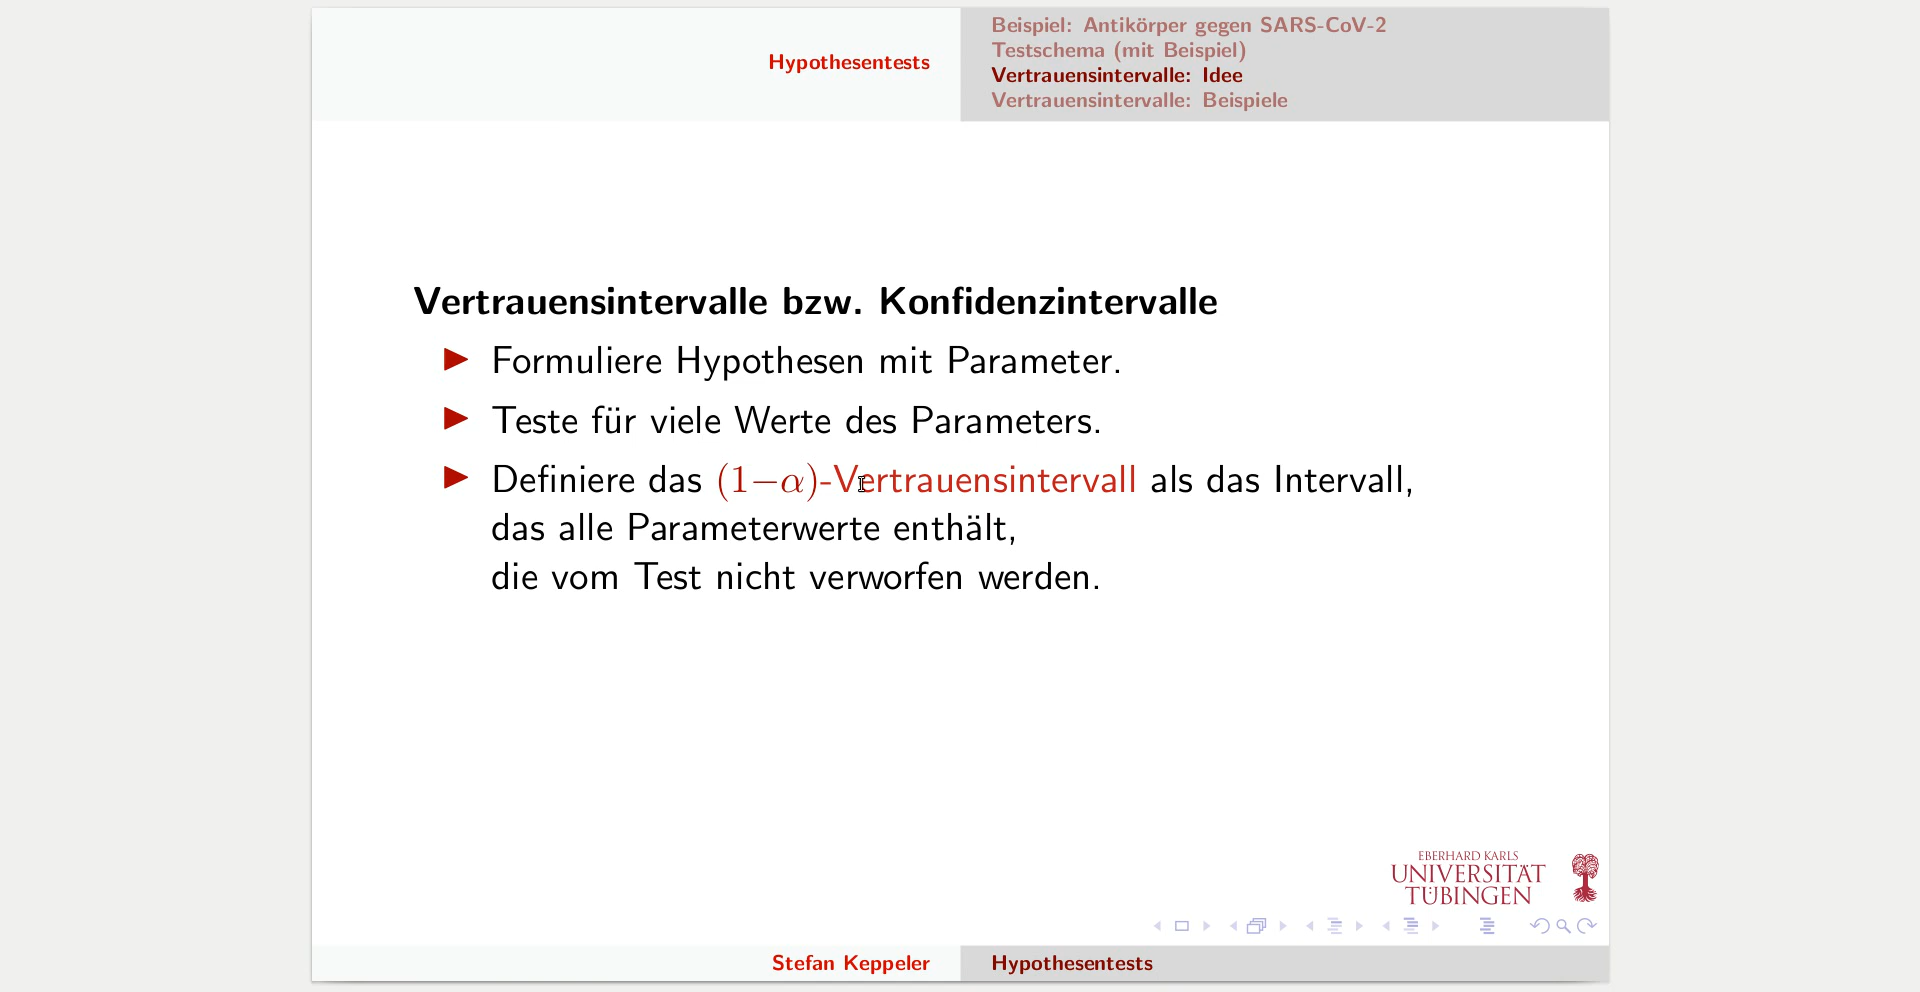 Hypothesentests
Beispiel: Antikörper gegen SARS-CoV-2
Testschema (mit Beispiel)
Vertrauensintervalle: Idee
Vertrauensintervalle: Beispiele
Vertrauensintervalle bzw. Konfidenzintervalle
Formuliere Hypothesen mit Parameter.
Teste für viele Werte des Parameters.
Definiere das (1−α)-Vertrauensintervall als das Intervall,
das alle Parameterwerte enthält,
die vom Test nicht verworfen werden.
EBERHARD KARLS
UNIVERSITÄT
TÜBINGEN
Stefan Keppeler
Hypothesentests